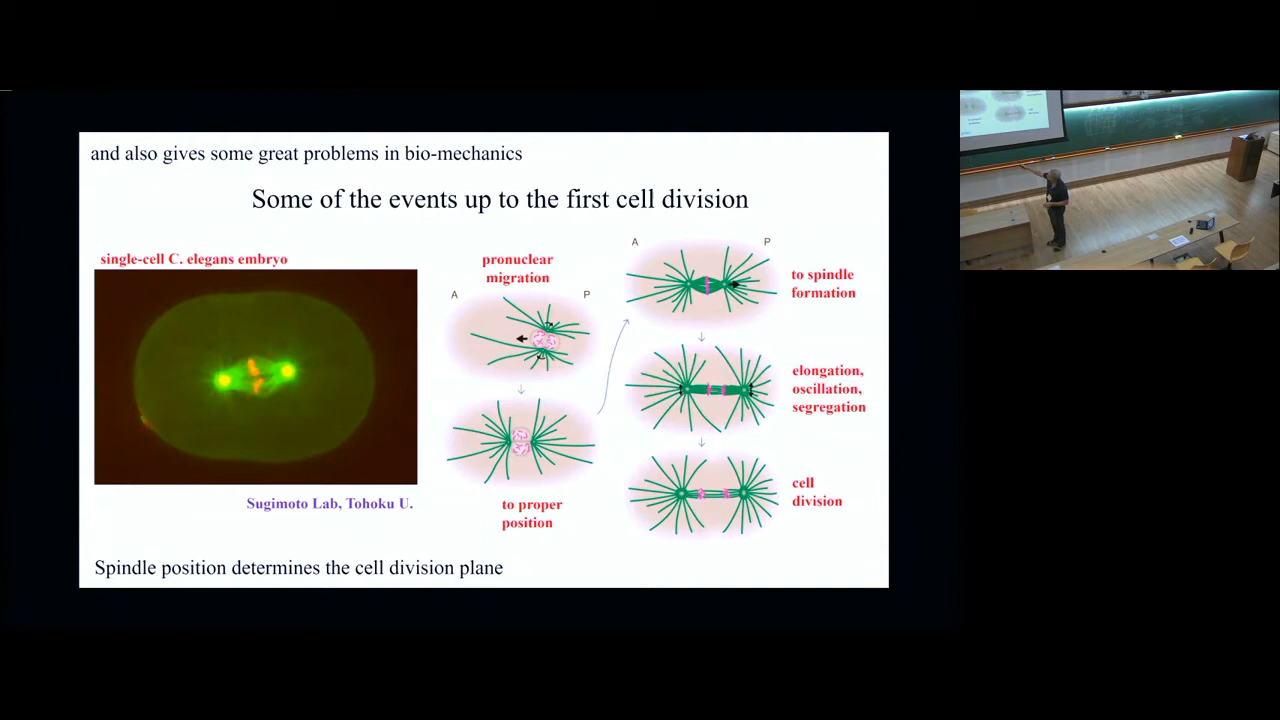 and also gives some great problems in bio-mechanics
Some of the events up to the first cell division
single-cell C. elegans embryo
Sugimoto Lab, Tohoku U.
pronuclear
migration
A P
to proper
position
A P
to spindle
formation
elongation,
oscillation,
segregation
cell
division
Spindle position determines the cell division plane